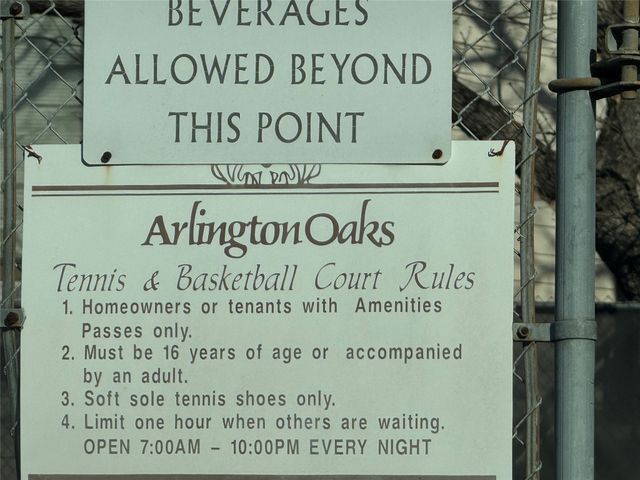 BEVERAGES
ALLOWED BEYOND
THIS POINT
Arlington Oaks
Tennis & Basketball Court Rules
1. Homeowners or tenants with Amenities
Passes only.
2. Must be 16 years of age or accompanied
by an adult.
3. Soft sole tennis shoes only.
4. Limit one hour when others are waiting.
OPEN 7:00AM – 10:00PM EVERY NIGHT